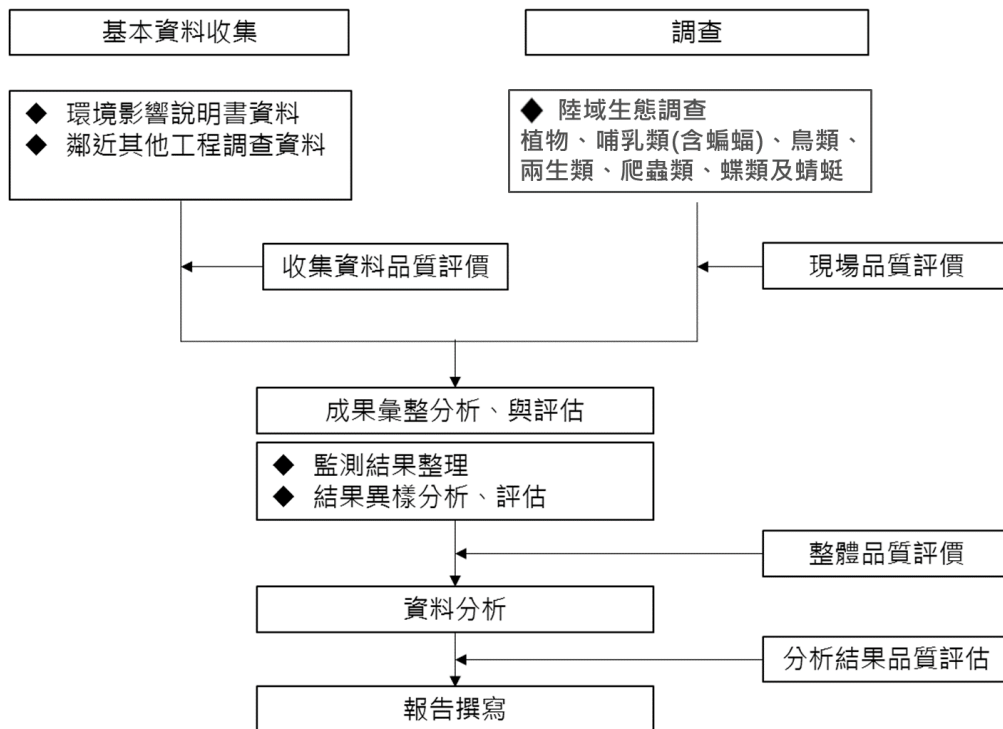 基本資料收集
調查
◆ 環境影響說明書資料
◆ 鄰近其他工程調查資料
◆ 陸域生態調查
植物、哺乳類(含蝙蝠)、鳥類、
兩生類、爬蟲類、蝶類及蜻蜓
收集資料品質評價
現場品質評價
成果彙整分析、與評估
◆ 監測結果整理
◆ 結果異樣分析、評估
整體品質評價
資料分析
分析結果品質評估
報告撰寫